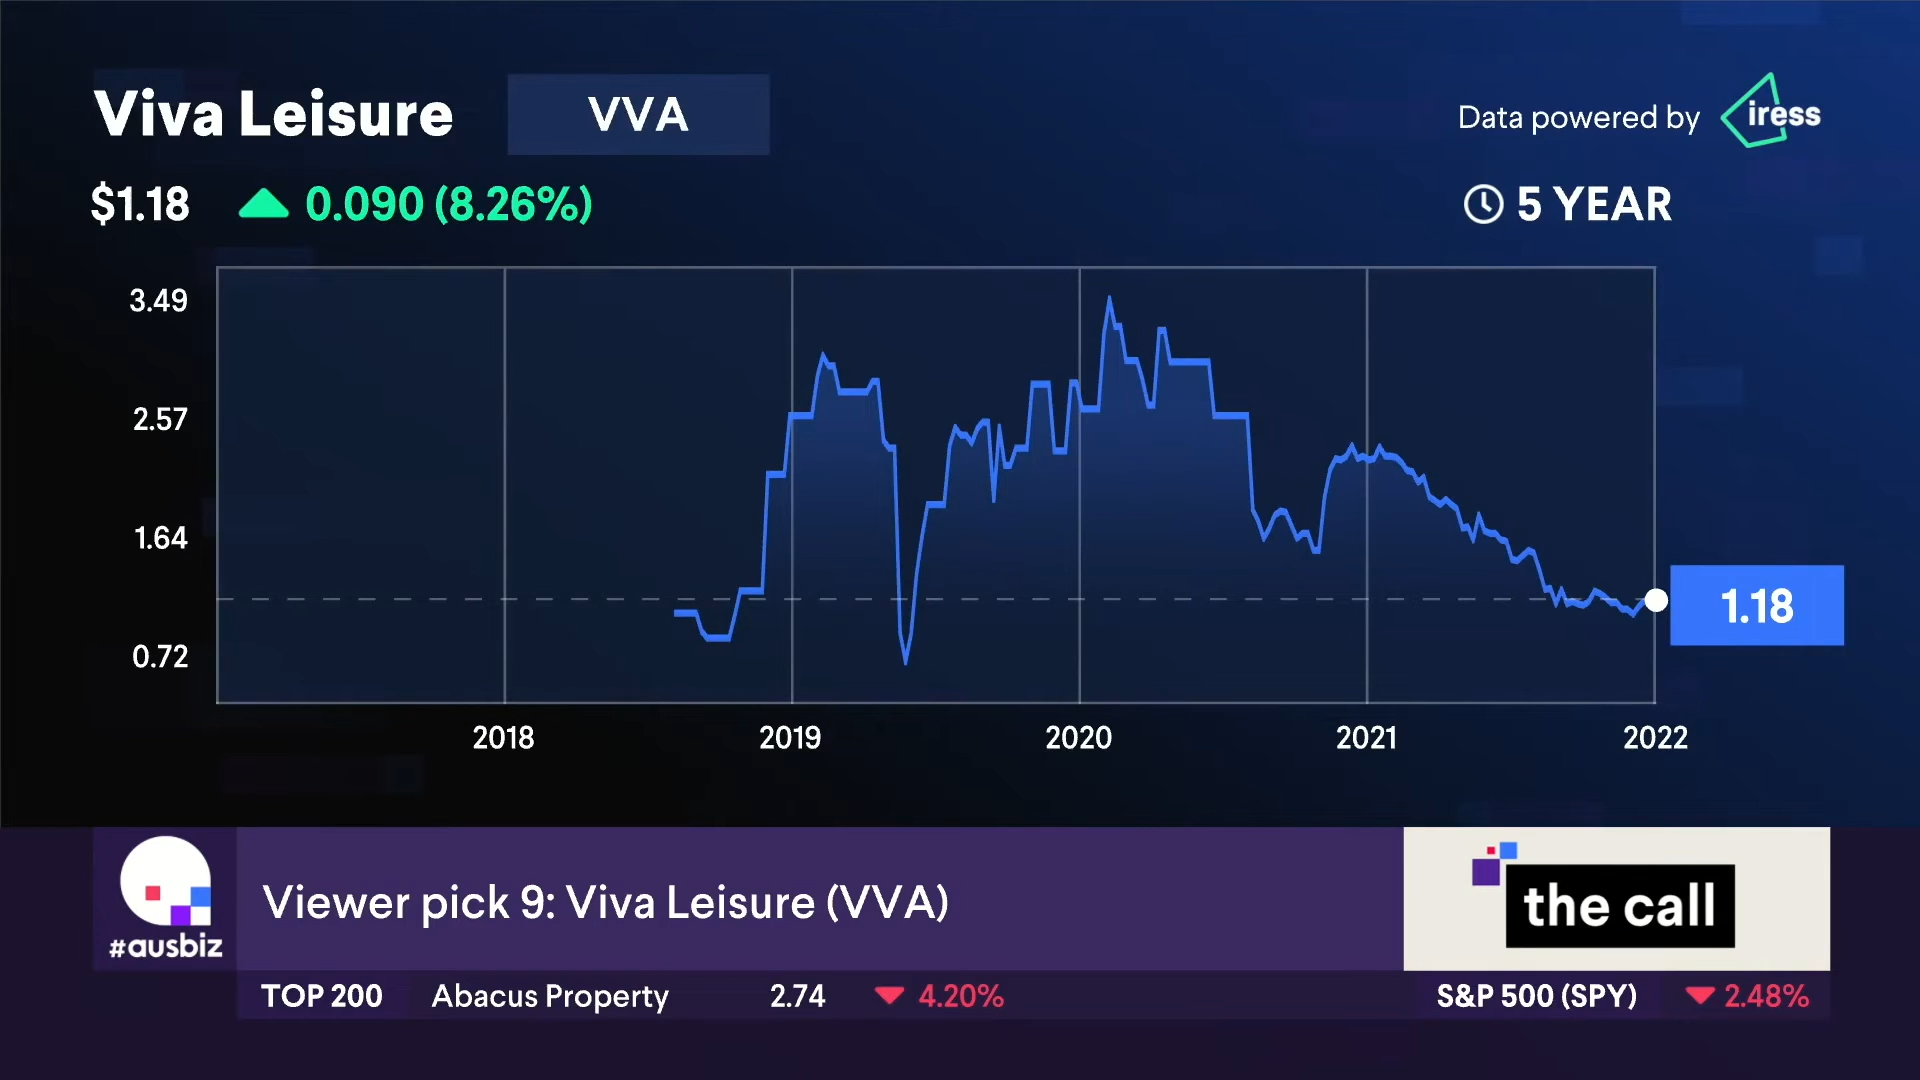 Viva Leisure VVA
Data powered by iress
$1.18 0.090 (8.26%)
5 YEAR
3.49
2.57
1.64
0.72
1.18
2018 2019 2020 2021 2022
#ausbiz
Viewer pick 9: Viva Leisure (VVA)
the call
TOP 200 Abacus Property 2.74 4.20%
S&P 500 (SPY) 2.48%